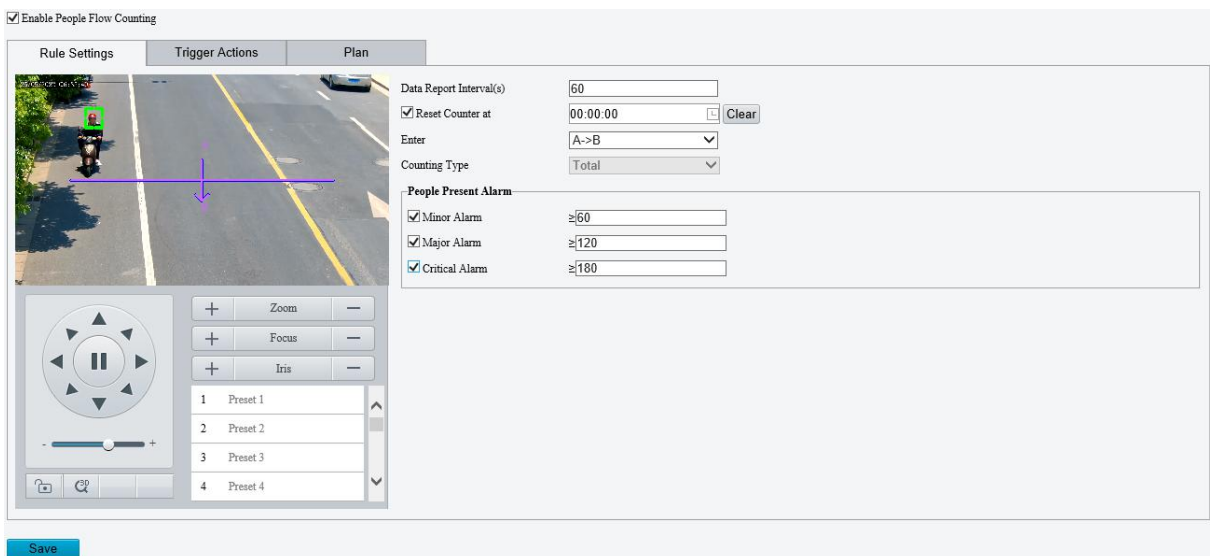 Enable People Flow Counting
Rule Settings
Trigger Actions
Plan
Data Report Interval(s)
60
Reset Counter at
00:00:00
Clear
Enter
A->B
Counting Type
Total
People Present Alarm
Minor Alarm
≥60
Major Alarm
≥120
Critical Alarm
≥180
+ Zoom —
+ Focus —
+ Iris —
1 Preset 1
2 Preset 2
3 Preset 3
4 Preset 4
- +
3D
Save